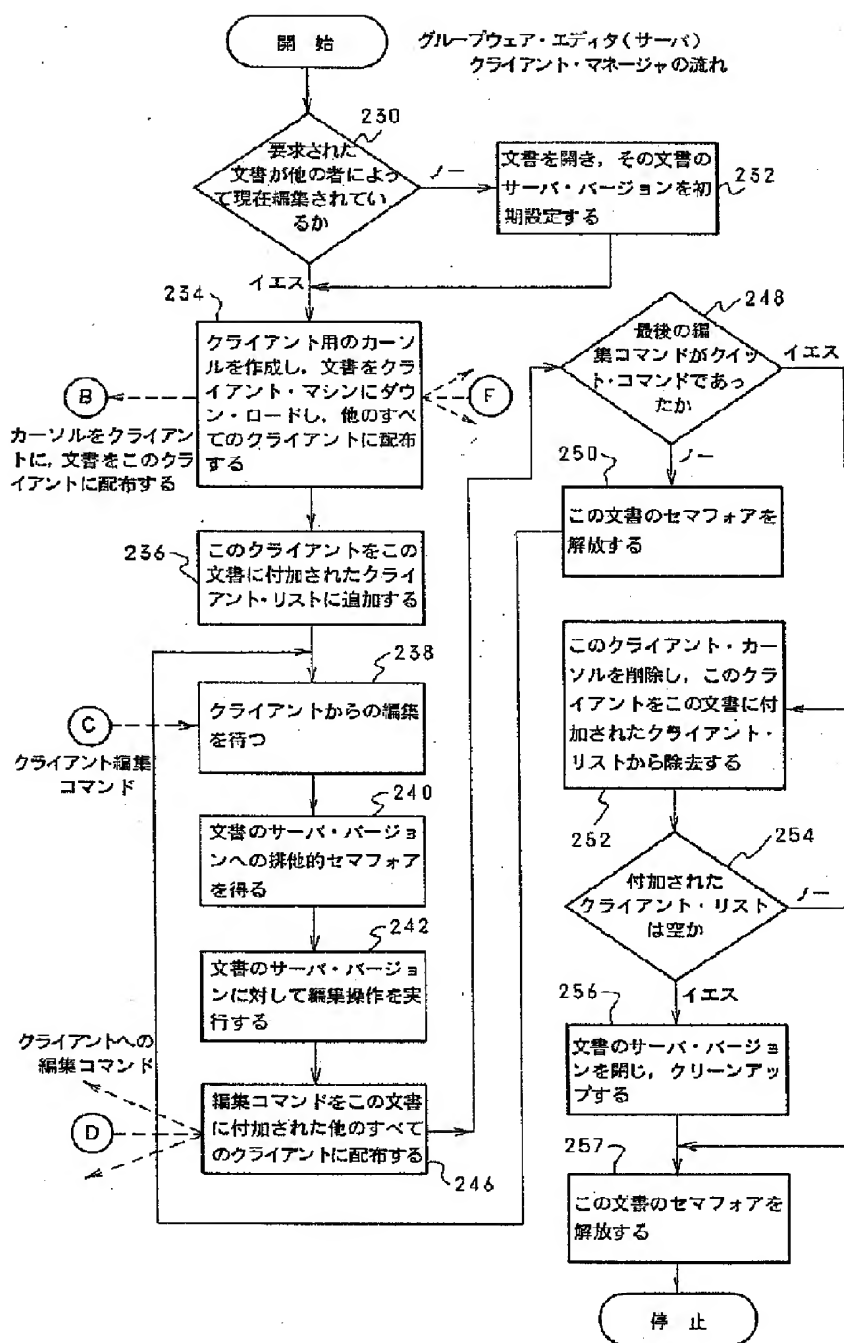 開始
グループウェア・エディタ(サーバ)
クライアント・マネージャの流れ
230
要求された
文書が他の者によっ
て現在編集されてい
るか
ノー
文書を開き，その文書の
サーバ・バージョンを初
期設定する
232
イエス
234
クライアント用のカーソ
ルを作成し，文書をクラ
イアント・マシンにダウ
ン・ロードし，他のすべ
てのクライアントに配布
する
B
カーソルをクライアン
トに，文書をこのクラ
イアントに配布する
F
236
このクライアントをこの
文書に付加されたクライ
アント・リストに追加する
238
クライアントからの編集
を待つ
C
クライアント編集
コマンド
240
文書のサーバ・バージョ
ンへの排他的セマフォア
を得る
242
文書のサーバ・バージョ
ンに対して編集操作を実
行する
クライアントへの
編集コマンド
D
編集コマンドをこの文書
に付加された他のすべて
のクライアントに配布する
246
248
最後の編
集コマンドがクイッ
ト・コマンドであっ
たか
イエス
ノー
250
この文書のセマフォアを
解放する
このクライアント・カー
ソルを削除し，このクラ
イアントをこの文書に付
加されたクライアント・
リストから除去する
252
254
付加された
クライアント・リスト
は空か
ノー
イエス
256
文書のサーバ・バージョ
ンを閉じ，クリーンアッ
プする
257
この文書のセマフォアを
解放する
停止